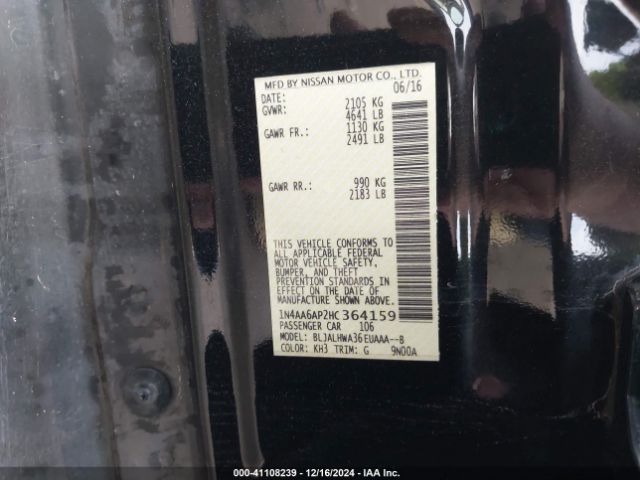 MFD BY NISSAN MOTOR CO., LTD.
DATE: 06/16
GVWR: 2105 KG
4641 LB
GAWR FR.: 1130 KG
2491 LB
GAWR RR.: 990 KG
2183 LB
THIS VEHICLE CONFORMS TO
ALL APPLICABLE FEDERAL
MOTOR VEHICLE SAFETY,
BUMPER, AND THEFT
PREVENTION STANDARDS
IN EFFECT ON THE DATE OF
MANUFACTURE SHOWN ABOVE.
1N4AA6AP2HC364159
PASSENGER CAR 106
MODEL: BLJALHWA36EUAAA--B
COLOR: KH3 TRIM: G 9N00A
000-41108239 - 12/16/2024 - IAA Inc.